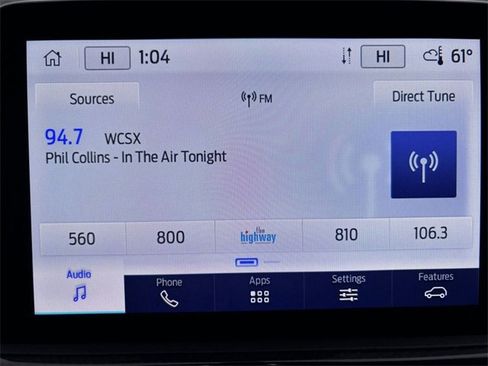 HI 1:04 HI 61°
Sources FM Direct Tune
94.7 WCSX
Phil Collins - In The Air Tonight
560 800 the highway 810 106.3
Audio Phone Apps Settings Features